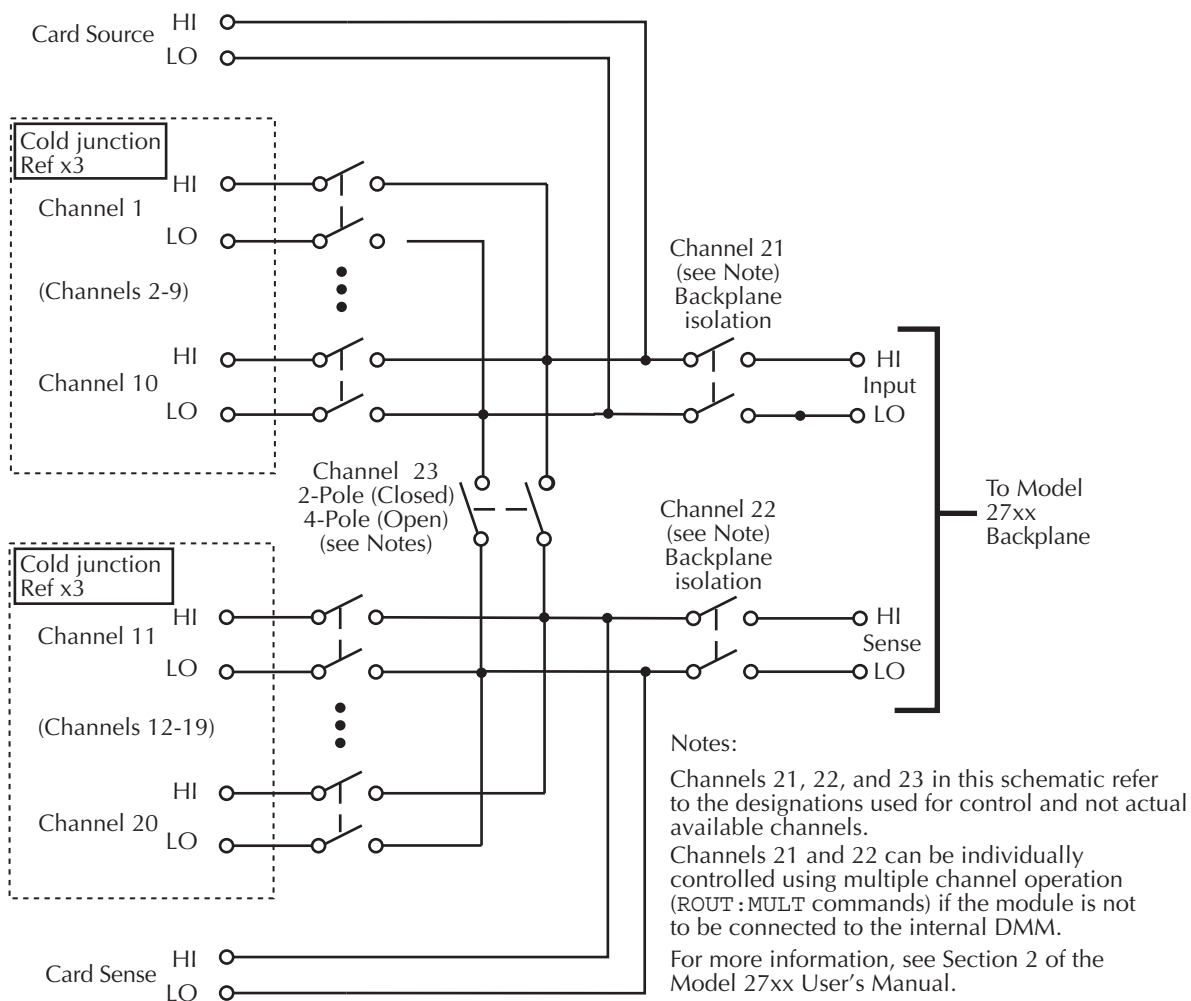 Card Source
HI
LO
Cold junction
Ref x3
HI
Channel 1
LO
(Channels 2-9)
HI
Channel 10
LO
Channel 21
(see Note)
Backplane
isolation
HI
Input
LO
Channel 23
2-Pole (Closed)
4-Pole (Open)
(see Notes)
Channel 22
(see Note)
Backplane
isolation
To Model
27xx
Backplane
Cold junction
Ref x3
HI
Channel 11
LO
(Channels 12-19)
HI
Channel 20
LO
HI
Sense
LO
Card Sense
HI
LO
Notes:
Channels 21, 22, and 23 in this schematic refer
to the designations used for control and not actual
available channels.
Channels 21 and 22 can be individually
controlled using multiple channel operation
(ROUT:MULT commands) if the module is not
to be connected to the internal DMM.
For more information, see Section 2 of the
Model 27xx User's Manual.